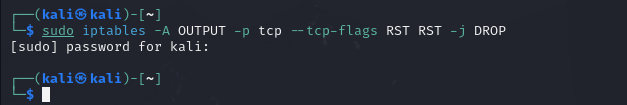 ┌──(kali㉿kali)-[~]
└─$ sudo iptables -A OUTPUT -p tcp --tcp-flags RST RST -j DROP
[sudo] password for kali:
┌──(kali㉿kali)-[~]
└─$